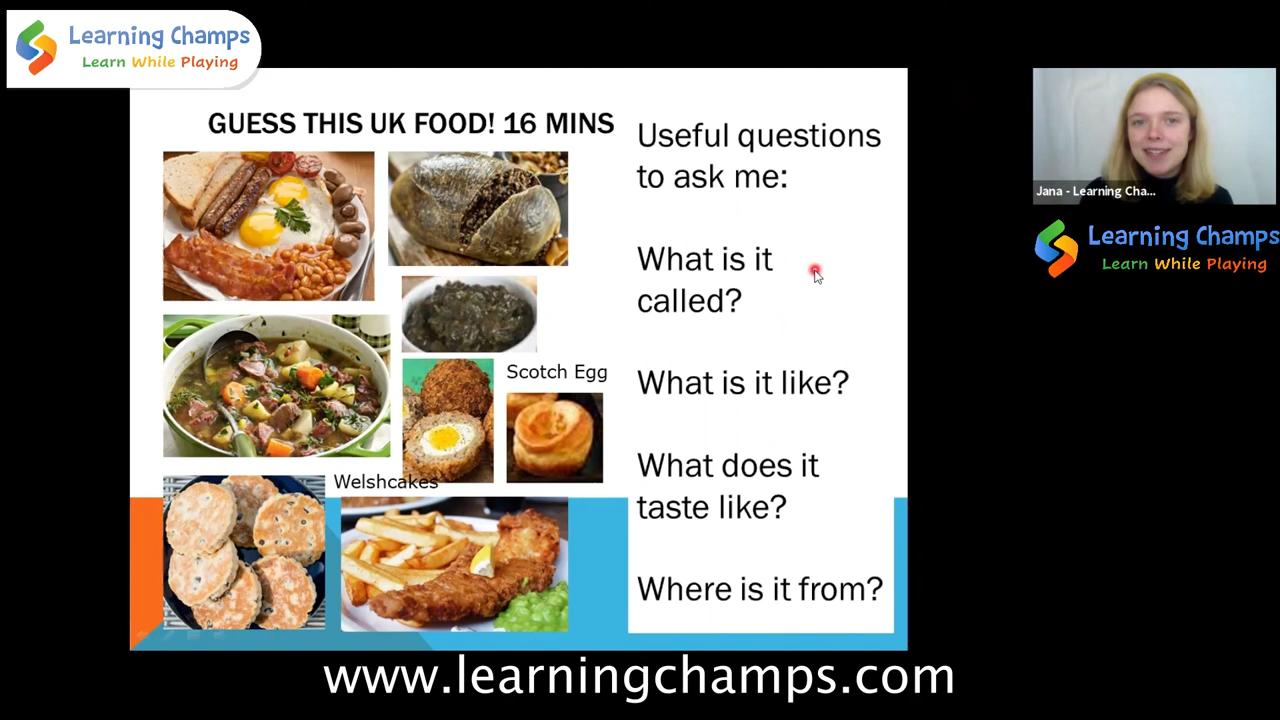 Learning Champs
Learn While Playing
GUESS THIS UK FOOD! 16 MINS
Scotch Egg
Welshcakes
Useful questions
to ask me:
What is it
called?
What is it like?
What does it
taste like?
Where is it from?
Jana - Learning Cha...
Learning Champs
Learn While Playing
www.learningchamps.com